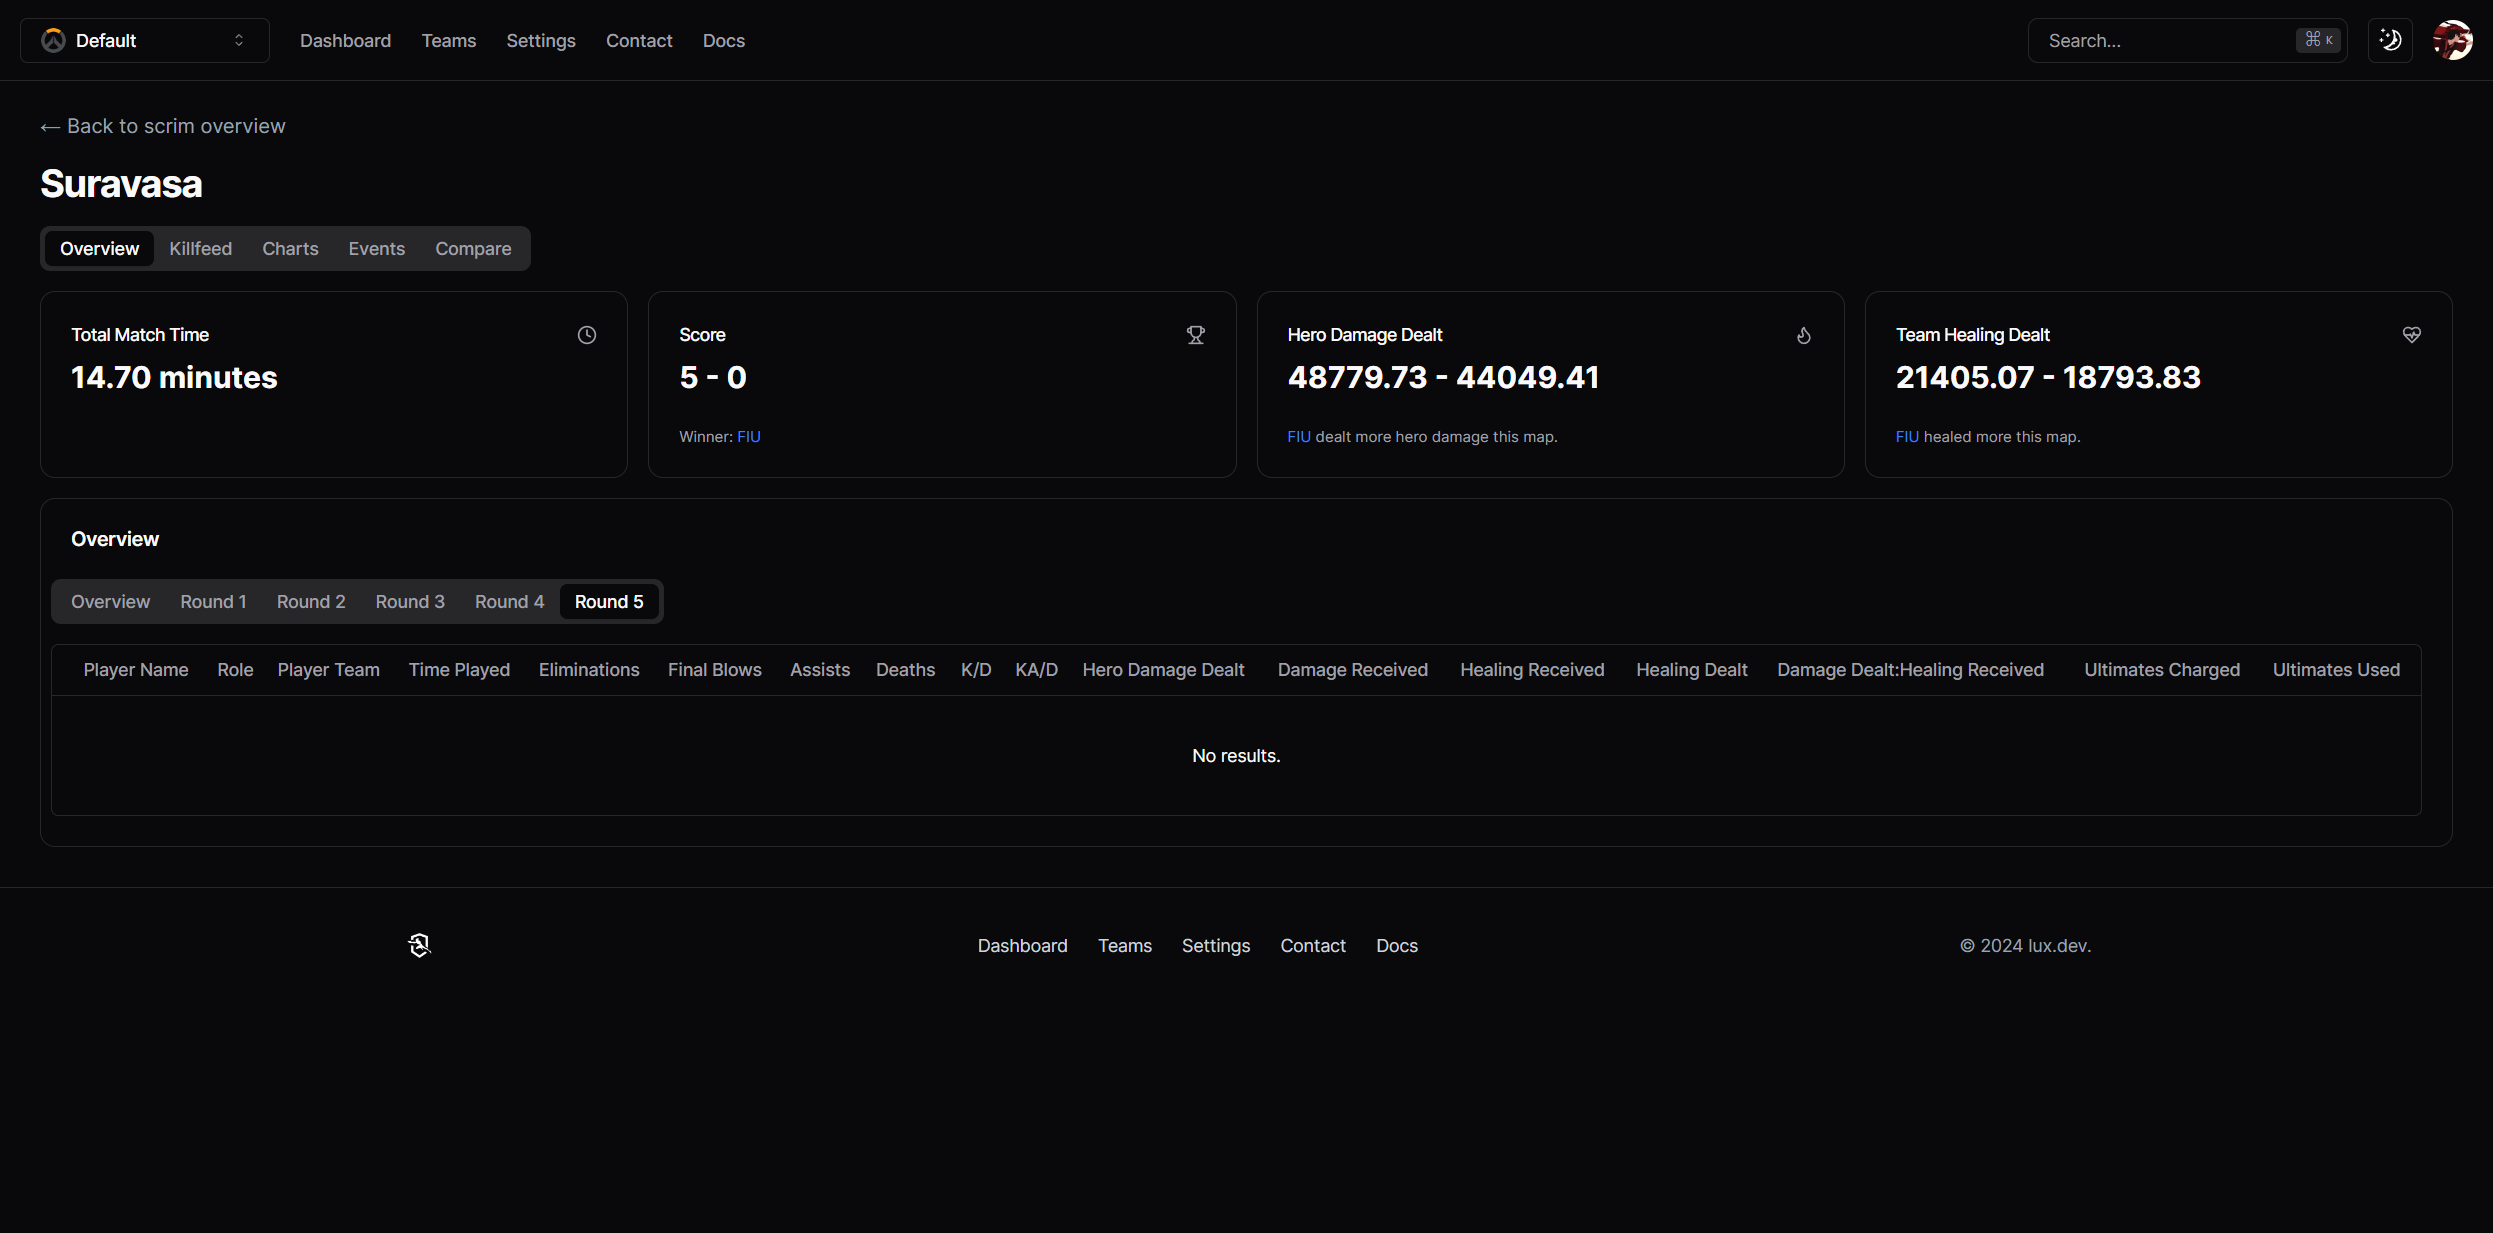 Default
Dashboard Teams Settings Contact Docs
Search... ⌘ K
← Back to scrim overview
Suravasa
Overview Killfeed Charts Events Compare
Total Match Time
14.70 minutes
Score
5 - 0
Winner: FIU
Hero Damage Dealt
48779.73 - 44049.41
FIU dealt more hero damage this map.
Team Healing Dealt
21405.07 - 18793.83
FIU healed more this map.
Overview
Overview Round 1 Round 2 Round 3 Round 4 Round 5
Player Name Role Player Team Time Played Eliminations Final Blows Assists Deaths K/D KA/D Hero Damage Dealt Damage Received Healing Received Healing Dealt Damage Dealt:Healing Received Ultimates Charged Ultimates Used
No results.
Dashboard Teams Settings Contact Docs
© 2024 lux.dev.